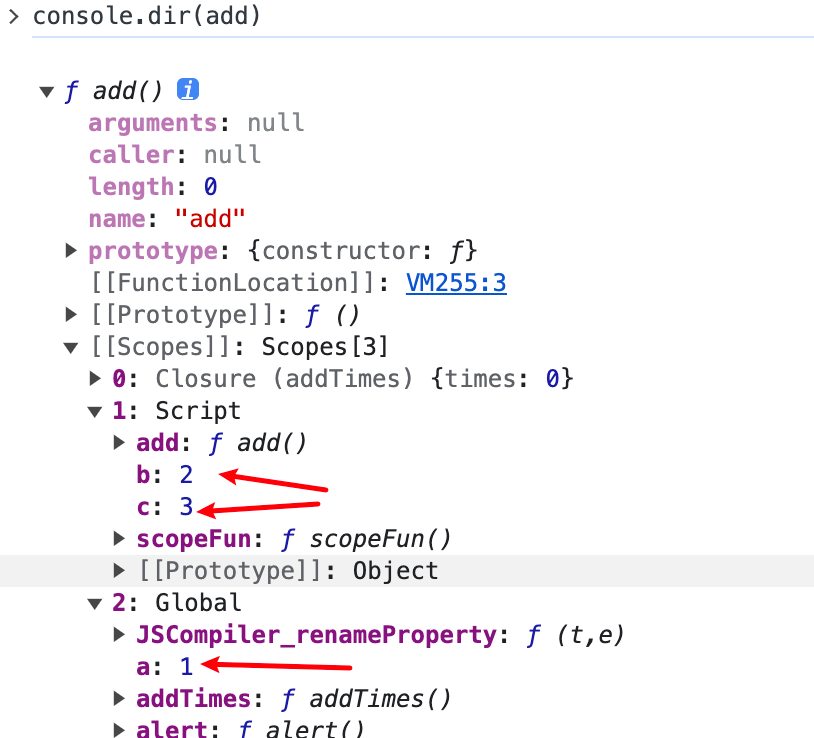 > console.dir(add)
▼ ƒ add() i
arguments: null
caller: null
length: 0
name: "add"
▶ prototype: {constructor: ƒ}
[[FunctionLocation]]: VM255:3
▶ [[Prototype]]: ƒ ()
▼ [[Scopes]]: Scopes[3]
▶ 0: Closure (addTimes) {times: 0}
▼ 1: Script
▶ add: ƒ add()
b: 2
c: 3
▶ scopeFun: ƒ scopeFun()
▶ [[Prototype]]: Object
▼ 2: Global
▶ JSCompiler_renameProperty: ƒ (t,e)
a: 1
▶ addTimes: ƒ addTimes()
▶ alert: ƒ alert()